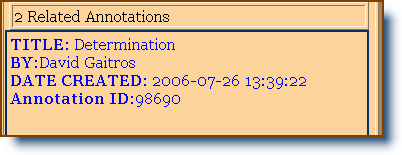 2 Related Annotations
TITLE: Determination
BY:David Gaitros
DATE CREATED: 2006-07-26 13:39:22
Annotation ID:98690